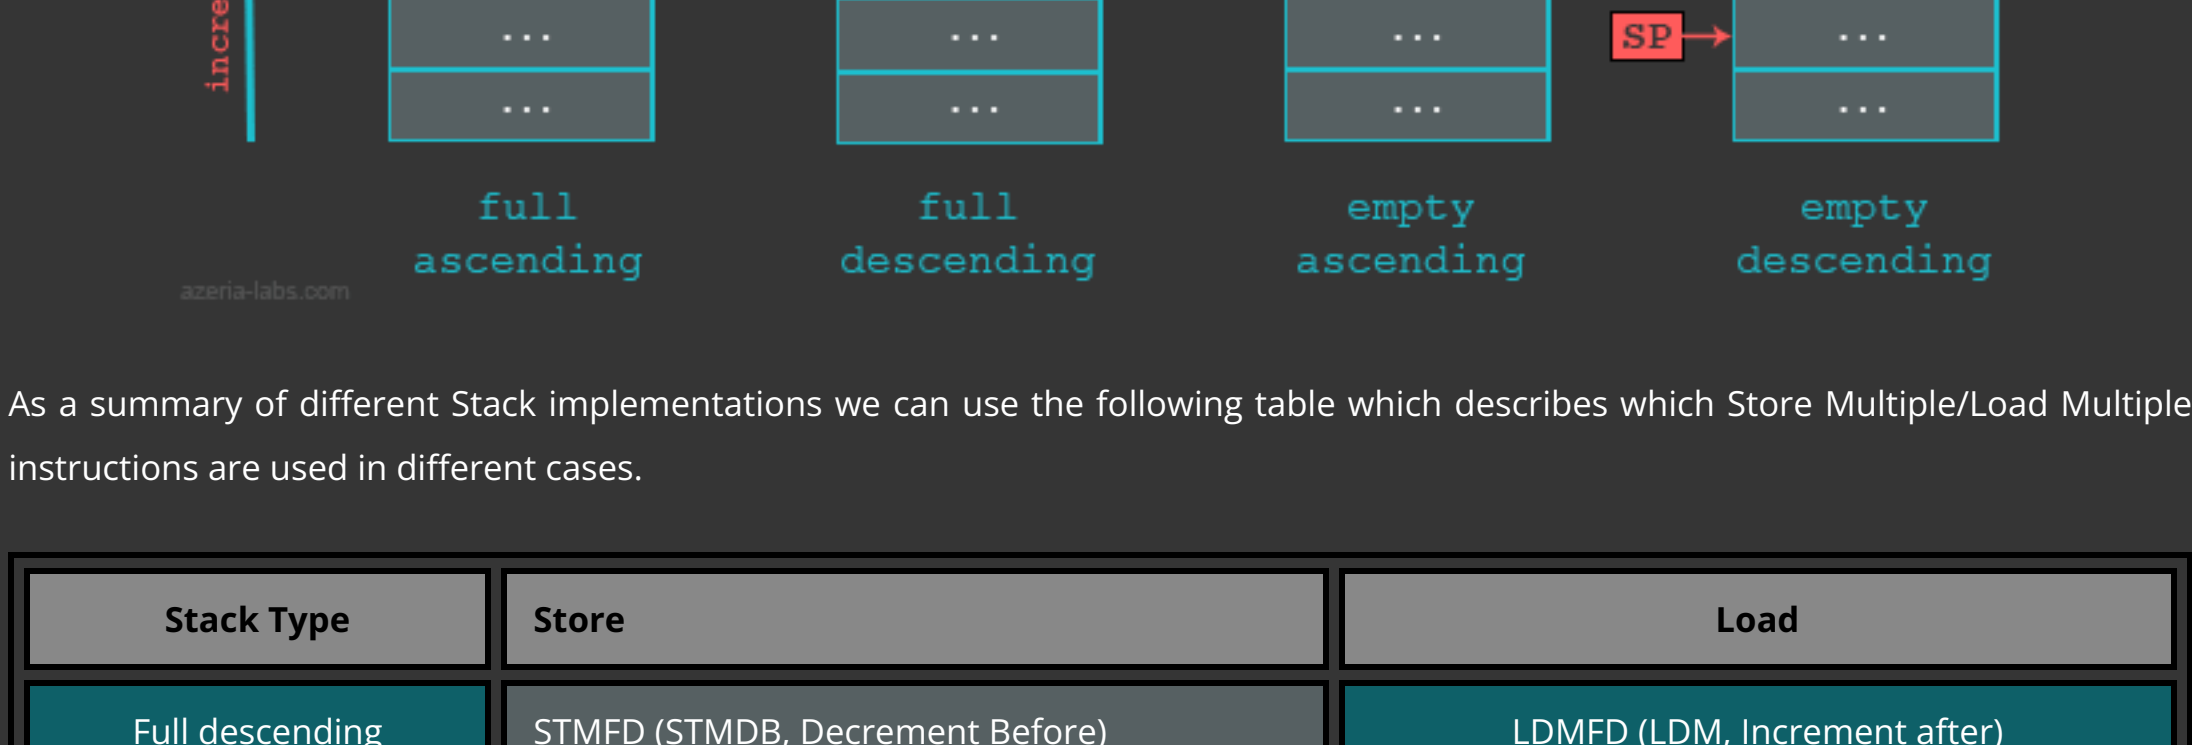 incre
... ... ... SP ...
... ... ... ...
full full empty empty
ascending descending ascending descending
azeria-labs.com
As a summary of different Stack implementations we can use the following table which describes which Store Multiple/Load Multiple
instructions are used in different cases.
Stack Type Store Load
Full descending STMFD (STMDB, Decrement Before) LDMFD (LDM, Increment after)